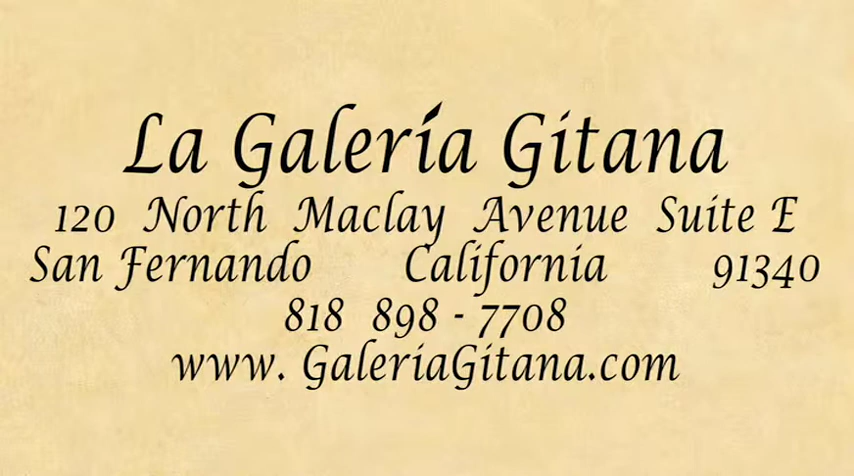 La Galería Gitana
120 North Maclay Avenue Suite E
San Fernando California 91340
818 898 - 7708
www. GaleriaGitana.com